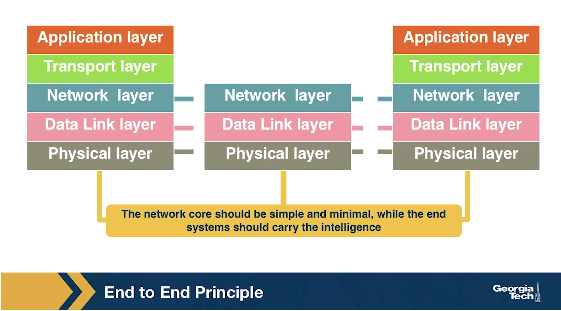 Application layer
Transport layer
Network layer
Data Link layer
Physical layer
Network layer
Data Link layer
Physical layer
Application layer
Transport layer
Network layer
Data Link layer
Physical layer
The network core should be simple and minimal, while the end
systems should carry the intelligence
End to End Principle
Georgia
Tech